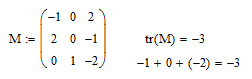 -1 0 2
M := 2 0 -1 tr(M) = -3
0 1 -2 -1 + 0 + (-2) = -3